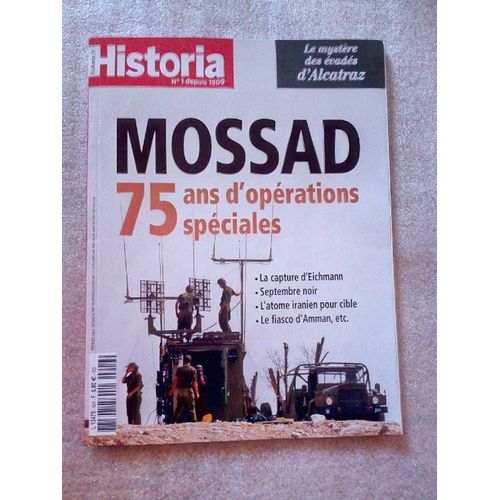 Historia
N°1 depuis 1909
Le mystère
des évadés
d'Alcatraz
MOSSAD
75 ans d'opérations
spéciales
• La capture d'Eichmann
• Septembre noir
• L'atome iranien pour cible
• Le fiasco d'Amman, etc.